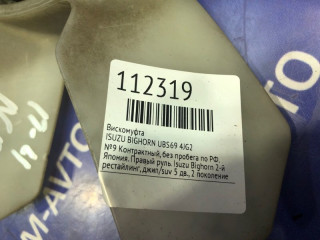 112319
Вискомуфта
ISUZU BIGHORN UBS69 4JG2
№9 Контрактный, без пробега по РФ,
Япония. Правый руль. Isuzu Bighorn 2-й
рестайлинг, джип/suv 5 дв., 2 поколение
М-АВТО